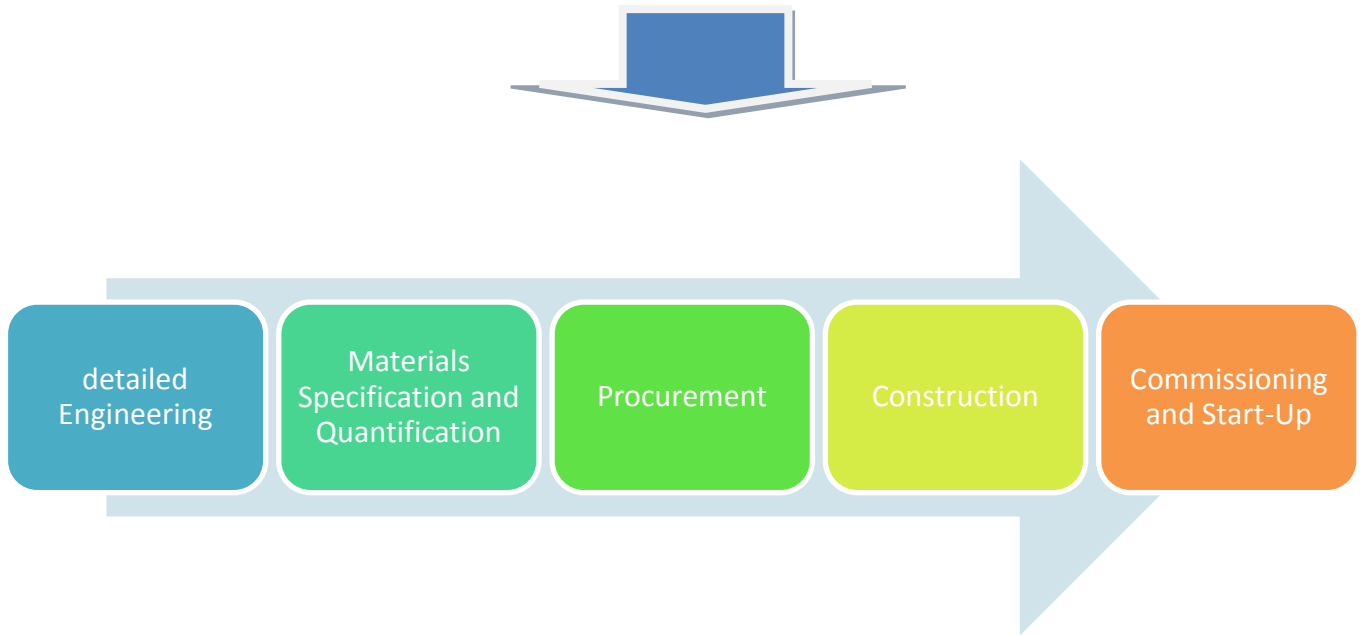 detailed
Engineering
Materials
Specification and
Quantification
Procurement
Construction
Commissioning
and Start-Up